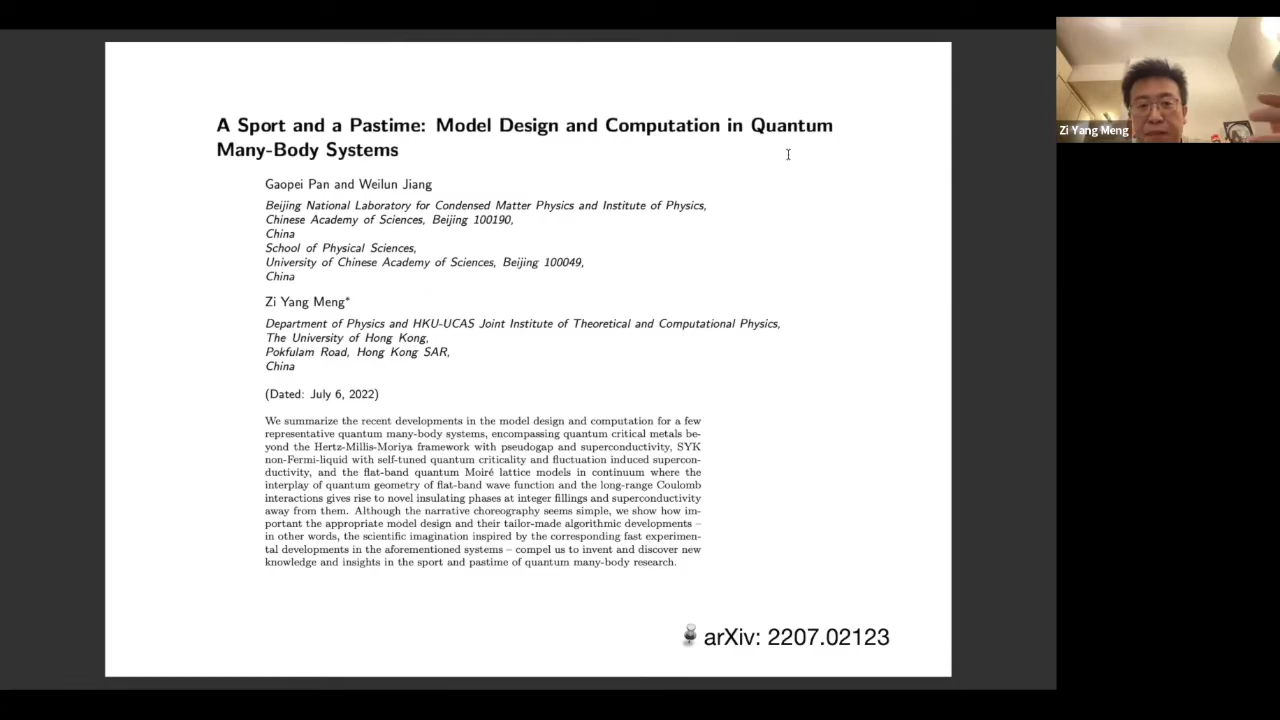 A Sport and a Pastime: Model Design and Computation in Quantum
Many-Body Systems
Gaopei Pan and Weilun Jiang
Beijing National Laboratory for Condensed Matter Physics and Institute of Physics,
Chinese Academy of Sciences, Beijing 100190,
China
School of Physical Sciences,
University of Chinese Academy of Sciences, Beijing 100049,
China
Zi Yang Meng*
Department of Physics and HKU-UCAS Joint Institute of Theoretical and Computational Physics,
The University of Hong Kong,
Pokfulam Road, Hong Kong SAR,
China
(Dated: July 6, 2022)
We summarize the recent developments in the model design and computation for a few
representative quantum many-body systems, encompassing quantum critical metals be-
yond the Hertz-Millis-Moriya framework with pseudogap and superconductivity, SYK
non-Fermi-liquid with self-tuned quantum criticality and fluctuation induced supercon-
ductivity, and the flat-band quantum Moiré lattice models in continuum where the
interplay of quantum geometry of flat-band wave function and the long-range Coulomb
interactions gives rise to novel insulating phases at integer fillings and superconductivity
away from them. Although the narrative choreography seems simple, we show how im-
portant the appropriate model design and their tailor-made algorithmic developments –
in other words, the scientific imagination inspired by the corresponding fast experimen-
tal developments in the aforementioned systems – compel us to invent and discover new
knowledge and insights in the sport and pastime of quantum many-body research.
arXiv: 2207.02123
Zi Yang Meng